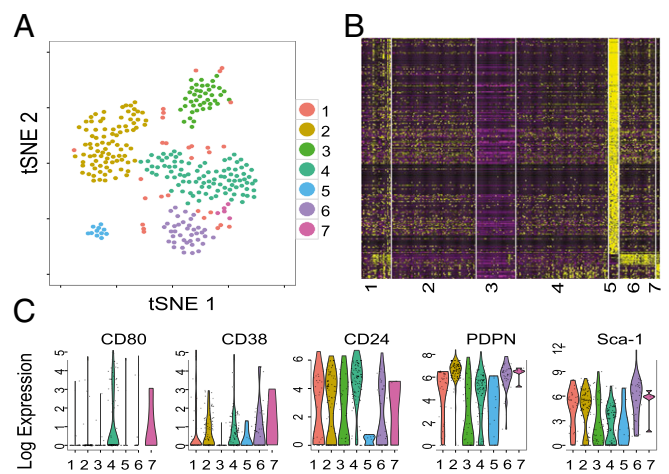 A
B
tSNE 2
tSNE 1
1
2
3
4
5
6
7
1 2 3 4 5 6 7
C
CD80 CD38 CD24 PDPN Sca-1
Log Expression
5 4 3 2 1 0
5 4 3 2 1 0
6 4 2 0
8 6 4 2 0
12 9 6 3 0
1 2 3 4 5 6 7 1 2 3 4 5 6 7 1 2 3 4 5 6 7 1 2 3 4 5 6 7 1 2 3 4 5 6 7